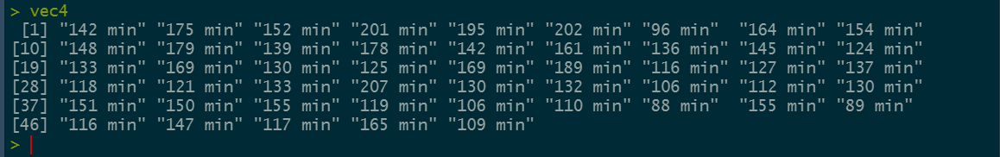 > vec4
 [1] "142 min" "175 min" "152 min" "201 min" "195 min" "202 min" "96 min"  "164 min" "154 min"
[10] "148 min" "179 min" "139 min" "178 min" "142 min" "161 min" "136 min" "145 min" "124 min"
[19] "133 min" "169 min" "130 min" "125 min" "169 min" "189 min" "116 min" "127 min" "137 min"
[28] "118 min" "121 min" "133 min" "207 min" "130 min" "132 min" "106 min" "112 min" "130 min"
[37] "151 min" "150 min" "155 min" "119 min" "106 min" "110 min" "88 min"  "155 min" "89 min"
[46] "116 min" "147 min" "117 min" "165 min" "109 min"
>